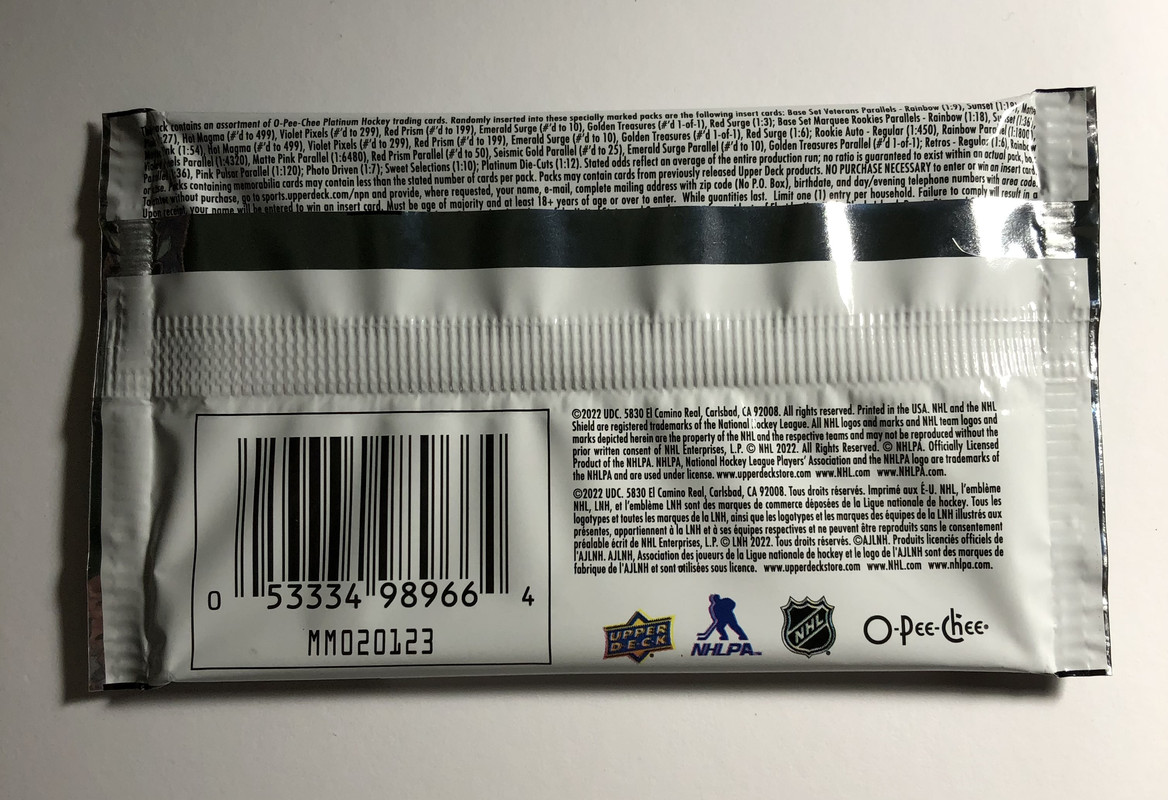 pack contains an assortment of O-Pee-Chee Platinum Hockey trading cards. Randomly inserted into these specially marked packs are the following insert cards: Base Set Veterans Parallels - Rainbow (1:9), Sunset (1:18),
Hot Magma (#'d to 499), Violet Pixels (#'d to 299), Red Prism (#'d to 199), Emerald Surge (#'d to 10), Golden Treasures (#'d 1-of-1), Red Surge (1:3); Base Set Marquee Rookies Parallels - Rainbow (1:18),
(1:54), Hot Magma (#'d to 499), Violet Pixels (#'d to 299), Red Prism (#'d to 199), Emerald Surge (#'d to 10), Golden Treasures (#'d 1-of-1), Red Surge (1:6); Rookie Auto - Regular (1:450), Rainbow
Parallel (1:4320), Matte Pink Parallel (1:6480), Red Prism Parallel (#'d to 50), Seismic Gold Parallel (#'d to 25), Emerald Surge Parallel (#'d to 10), Golden Treasures Parallel (#'d 1-of-1); Retros - Regular (1:6),
Pink Pulsar Parallel (1:120); Photo Driven (1:7); Sweet Selections (1:10); Platinum Die-Cuts (1:12). Stated odds reflect an average of the entire production run; no ratio is guaranteed to exist within an actual pack,
Packs containing memorabilia cards may contain less than the stated number of cards per pack. Packs may contain cards from previously released Upper Deck products. NO PURCHASE NECESSARY to enter or win an insert card.
without purchase, go to sports.upperdeck.com/npn and provide, where requested, your name, e-mail, complete mailing address with zip code (No P.O. Box), birthdate, and day/evening telephone numbers with area code.
Upon receipt, your name will be entered to win an insert card. Must be age of majority and at least 18+ years of age or over to enter. While quantities last. Limit one (1) entry per household. Failure to comply will result in a
©2022 UDC. 5830 El Camino Real, Carlsbad, CA 92008. All rights reserved. Printed in the USA. NHL and the NHL
Shield are registered trademarks of the National Hockey League. All NHL logos and marks and NHL team logos and
marks depicted herein are the property of the NHL and the respective teams and may not be reproduced without the
prior written consent of NHL Enterprises, L.P. © NHL 2022. All Rights Reserved. © NHLPA. Officially Licensed
Product of the NHLPA. NHLPA, National Hockey League Players' Association and the NHLPA logo are trademarks of
the NHLPA and are used under license. www.upperdeckstore.com www.NHL.com www.NHLPA.com.
©2022 UDC. 5830 El Camino Real, Carlsbad, CA 92008. Tous droits réservés. Imprimé aux É-U. NHL, l'emblème
NHL, LNH, et l'emblème LNH sont des marques de commerce déposées de la Ligue nationale de hockey. Tous les
logotypes et toutes les marques de la LNH, ainsi que les logotypes et les marques des équipes de la LNH illustrés aux
présentes, appartiennent à la LNH et à ses équipes respectives et ne peuvent être reproduits sans le consentement
préalable écrit de NHL Enterprises, L.P. © LNH 2022. Tous droits réservés. ©AJLNH. Produits licenciés officiels de
l'AJLNH. AJLNH, Association des joueurs de la Ligue nationale de hockey et le logo de l'AJLNH sont des marques de
fabrique de l'AJLNH et sont utilisées sous licence. www.upperdeckstore.com www.NHL.com www.nhlpa.com.
0 53334 98966 4
MM020123
UPPER DECK
NHLPA
NHL
O-Pee-Chee